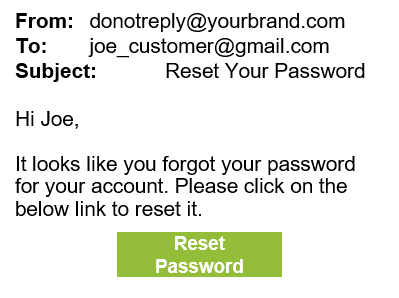 From: donotreply@yourbrand.com
To: joe_customer@gmail.com
Subject: Reset Your Password
Hi Joe,
It looks like you forgot your password
for your account. Please click on the
below link to reset it.
Reset
Password